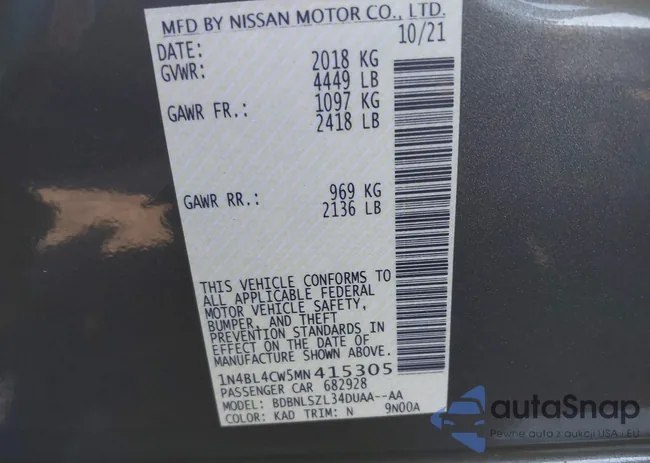 MFD BY NISSAN MOTOR CO., LTD.
DATE: 10/21
GVWR: 2018 KG
4449 LB
GAWR FR.: 1097 KG
2418 LB
GAWR RR.: 969 KG
2136 LB
THIS VEHICLE CONFORMS TO
ALL APPLICABLE FEDERAL
MOTOR VEHICLE SAFETY,
BUMPER, AND THEFT
PREVENTION STANDARDS IN
EFFECT ON THE DATE OF
MANUFACTURE SHOWN ABOVE.
1N4BL4CW5MN415305
PASSENGER CAR 682928
MODEL: BDBNLSZL34DUAA--AA
COLOR: KAD TRIM: N 9N00A
autaSnap
Pewne auta z aukcji USA i EU